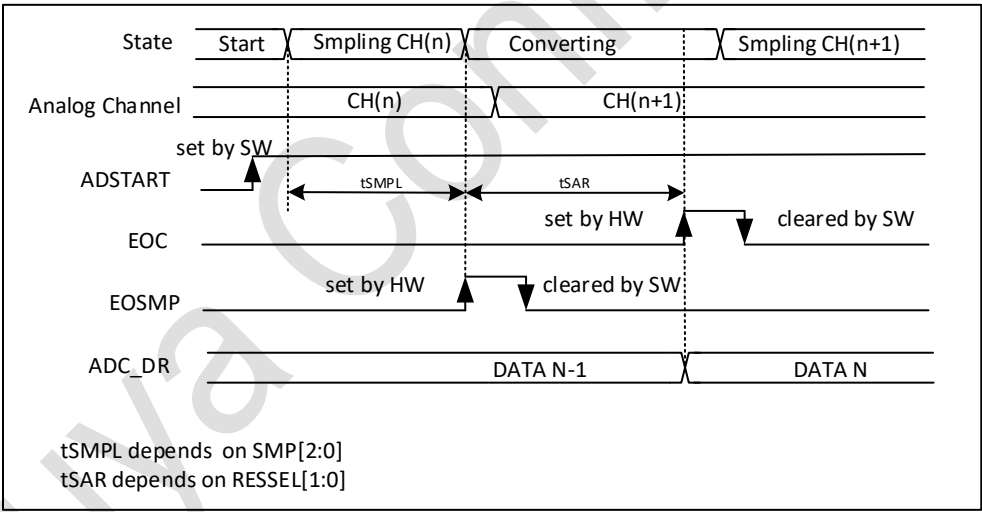 State Start Smpling CH(n) Converting Smpling CH(n+1)
Analog Channel CH(n) CH(n+1)
set by SW
ADSTART
tSMPL tSAR
set by HW cleared by SW
EOC
set by HW cleared by SW
EOSMP
ADC_DR DATA N-1 DATA N
tSMPL depends on SMP[2:0]
tSAR depends on RESSEL[1:0]